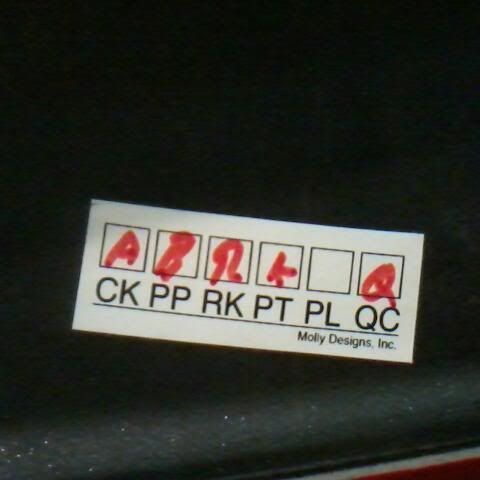 A B R K Q
CK PP RK PT PL QC
Molly Designs, Inc.